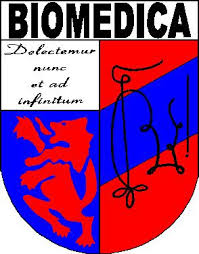 BIOMEDICA
Delectemur
nunc
et ad
infinitum